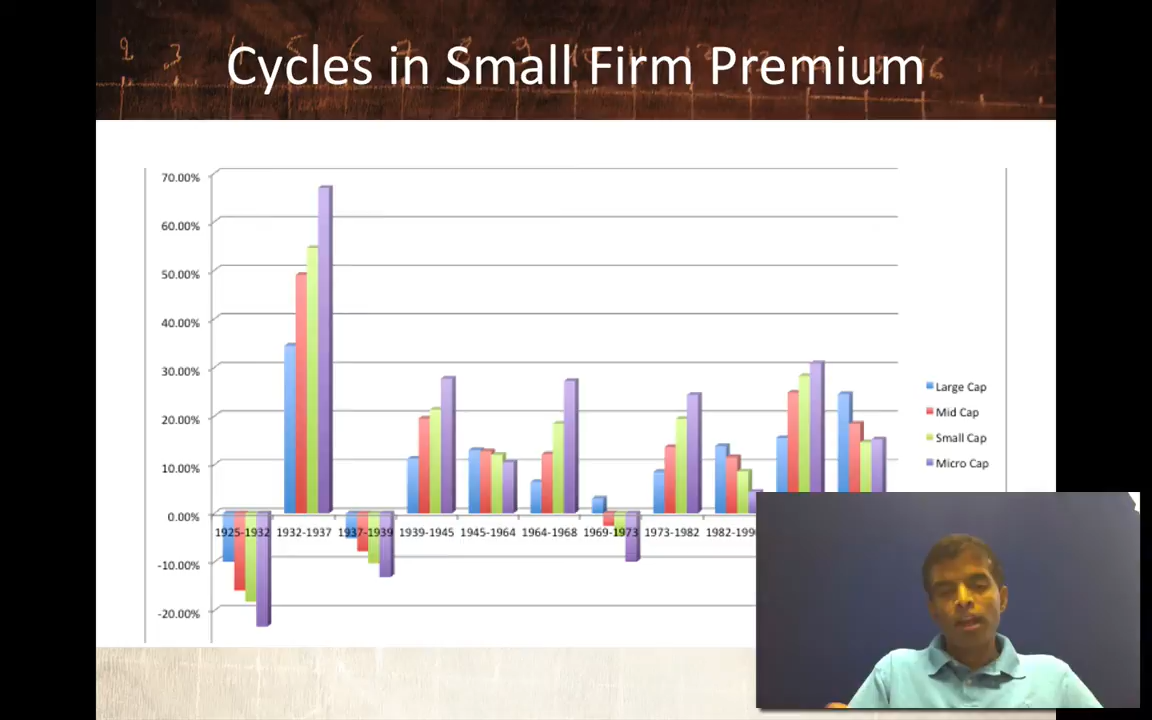 Cycles in Small Firm Premium
70.00%
60.00%
50.00%
40.00%
30.00%
20.00%
10.00%
0.00%
-10.00%
-20.00%
1925-1932 1932-1937 1937-1939 1939-1945 1945-1964 1964-1968 1969-1973 1973-1982
Large Cap
Mid Cap
Small Cap
Micro Cap